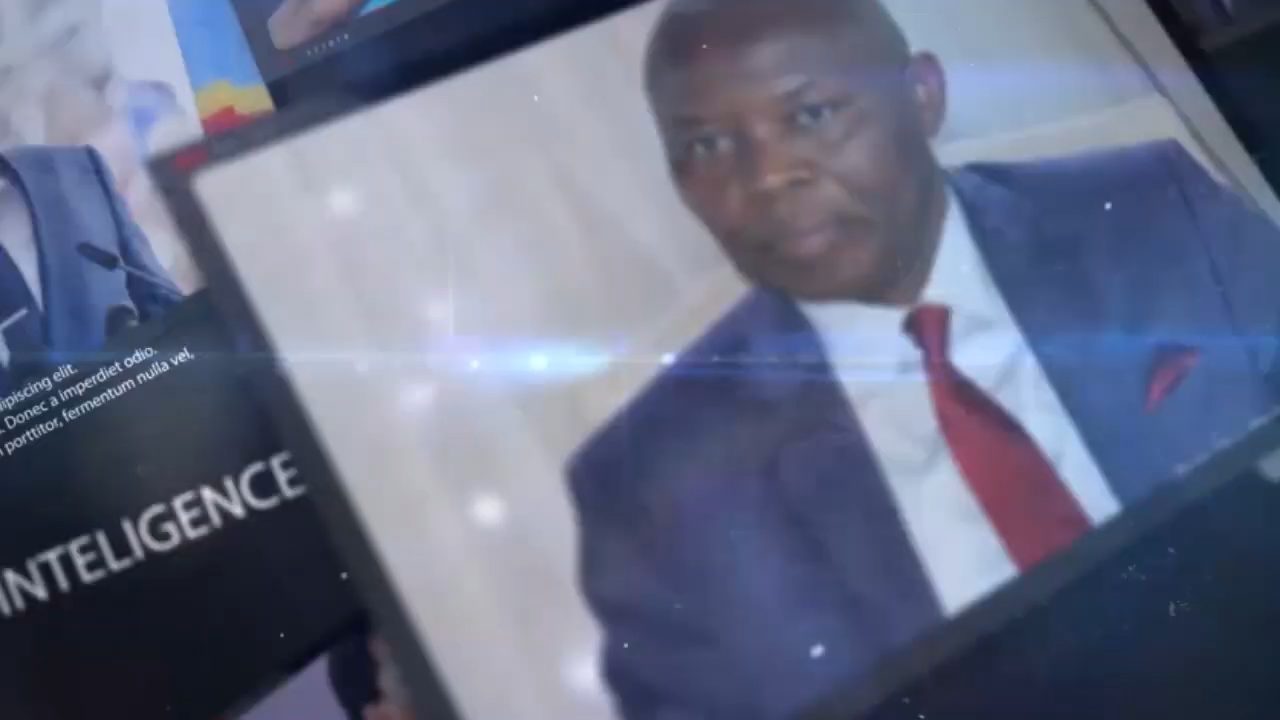 ipiscing elit.
. Donec a imperdiet odio.
porttitor, fermentum nulla vel,
INTELIGENCE